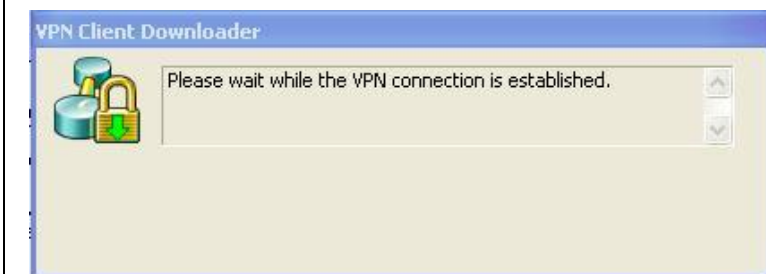 VPN Client Downloader
Please wait while the VPN connection is established.